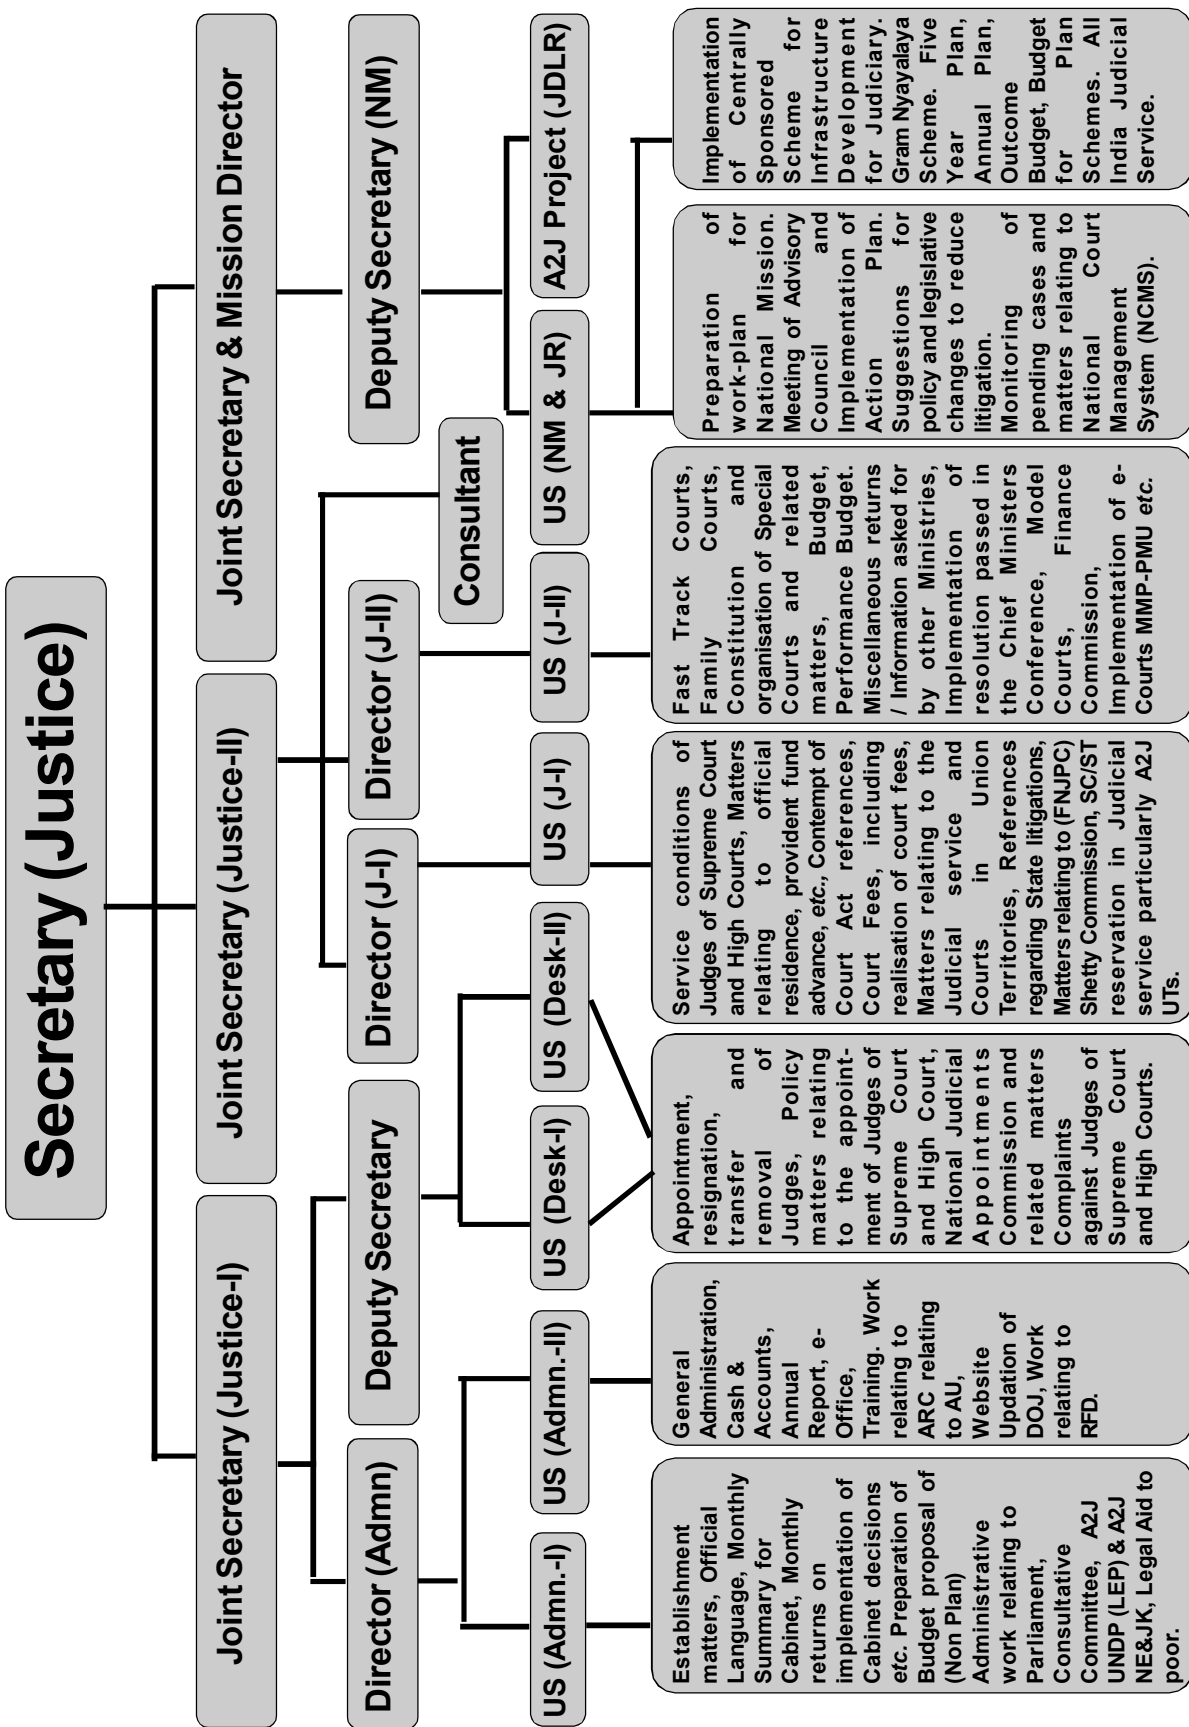 Secretary (Justice)
Joint Secretary (Justice-I)
Joint Secretary (Justice-II)
Joint Secretary & Mission Director
Director (Admn)
Deputy Secretary
Director (J-I)
Director (J-II)
Consultant
Deputy Secretary (NM)
US (Admn.-I)
US (Admn.-II)
US (Desk-I)
US (Desk-II)
US (J-I)
US (J-II)
US (NM & JR)
A2J Project (JDLR)
Establishment
matters, Official
Language, Monthly
Summary for
Cabinet, Monthly
returns on
implementation of
Cabinet decisions
etc. Preparation of
Budget proposal of
(Non Plan)
Administrative
work relating to
Parliament,
Consultative
Committee, A2J
UNDP (LEP) & A2J
NE&JK, Legal Aid to
poor.
General
Administration,
Cash &
Accounts,
Annual
Report, e-
Office,
Training. Work
relating to
ARC relating
to AU,
Website
Updation of
DOJ, Work
relating to
RFD.
Appointment,
resignation,
transfer and
removal of
Judges, Policy
matters relating
to the appoint-
ment of Judges of
Supreme Court
and High Court,
National Judicial
Appointments
Commission and
related matters
Complaints
against Judges of
Supreme Court
and High Courts.
Service conditions of
Judges of Supreme Court
and High Courts, Matters
relating to official
residence, provident fund
advance, etc., Contempt of
Court Act references,
Court Fees, including
realisation of court fees,
Matters relating to the
Judicial service and
Courts in Union
Territories, References
regarding State litigations,
Matters relating to (FNJPC)
Shetty Commission, SC/ST
reservation in Judicial
service particularly A2J
UTs.
Fast Track Courts,
Family Courts,
Constitution and
organisation of Special
Courts and related
matters, Budget,
Performance Budget.
Miscellaneous returns
/ Information asked for
by other Ministries,
Implementation of
resolution passed in
the Chief Ministers
Conference, Model
Courts, Finance
Commission,
Implementation of e-
Courts MMP-PMU etc.
Preparation of
work-plan for
National Mission.
Meeting of Advisory
Council and
Implementation of
Action Plan.
Suggestions for
policy and legislative
changes to reduce
litigation.
Monitoring of
pending cases and
matters relating to
National Court
Management
System (NCMS).
Implementation
of Centrally
Sponsored
Scheme for
Infrastructure
Development
for Judiciary.
Gram Nyayalaya
Scheme. Five
Year Plan,
Annual Plan,
Outcome
Budget, Budget
for Plan
Schemes. All
India Judicial
Service.